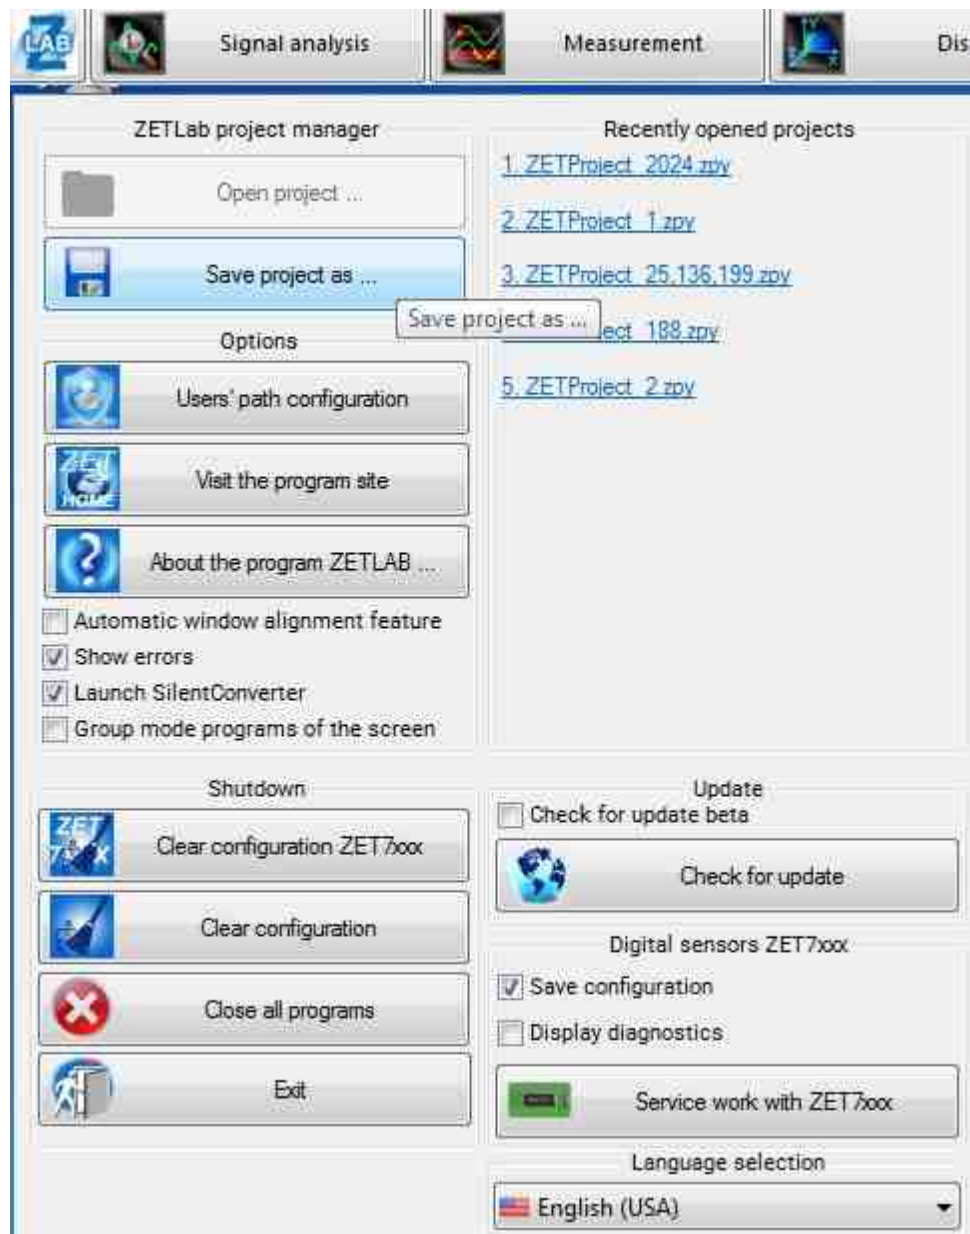 LAB
Signal analysis
Measurement
Dis
ZETLab project manager
Open project ...
Save project as ...
Save project as ...
Options
Users' path configuration
ZET
HOME
Visit the program site
About the program ZETLAB ...
Automatic window alignment feature
Show errors
Launch SilentConverter
Group mode programs of the screen
Recently opened projects
1. ZETProject_2024.zpy
2. ZETProject_1.zpy
3. ZETProject_25,136,199.zpy
ect_188.zpy
5. ZETProject_2.zpy
Shutdown
ZET
Clear configuration ZET7xxx
Clear configuration
Close all programs
Exit
Update
Check for update beta
Check for update
Digital sensors ZET7xxx
Save configuration
Display diagnostics
Service work with ZET7xxx
Language selection
English (USA)